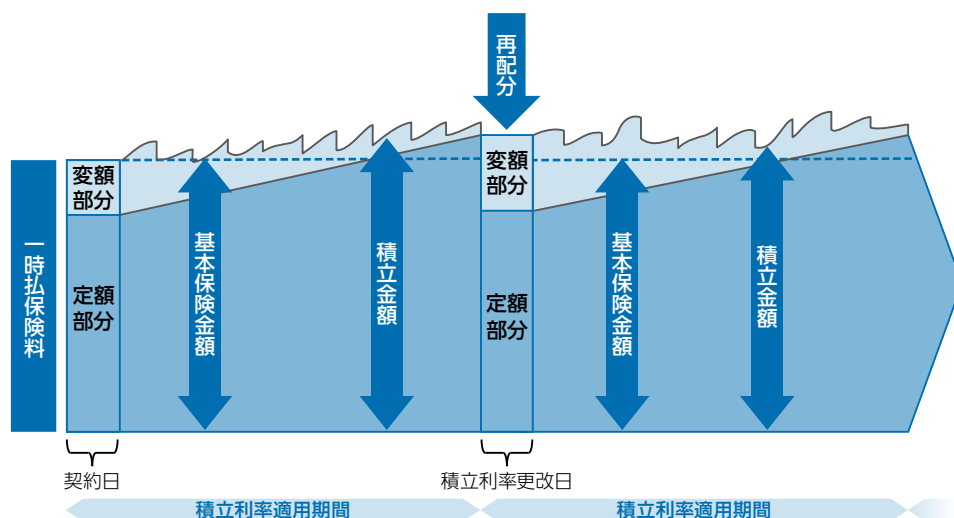 再配分
変額
部分
変額
部分
一時払保険料
基本保険金額
積立金額
基本保険金額
積立金額
定額
部分
定額
部分
契約日
積立利率更改日
積立利率適用期間
積立利率適用期間